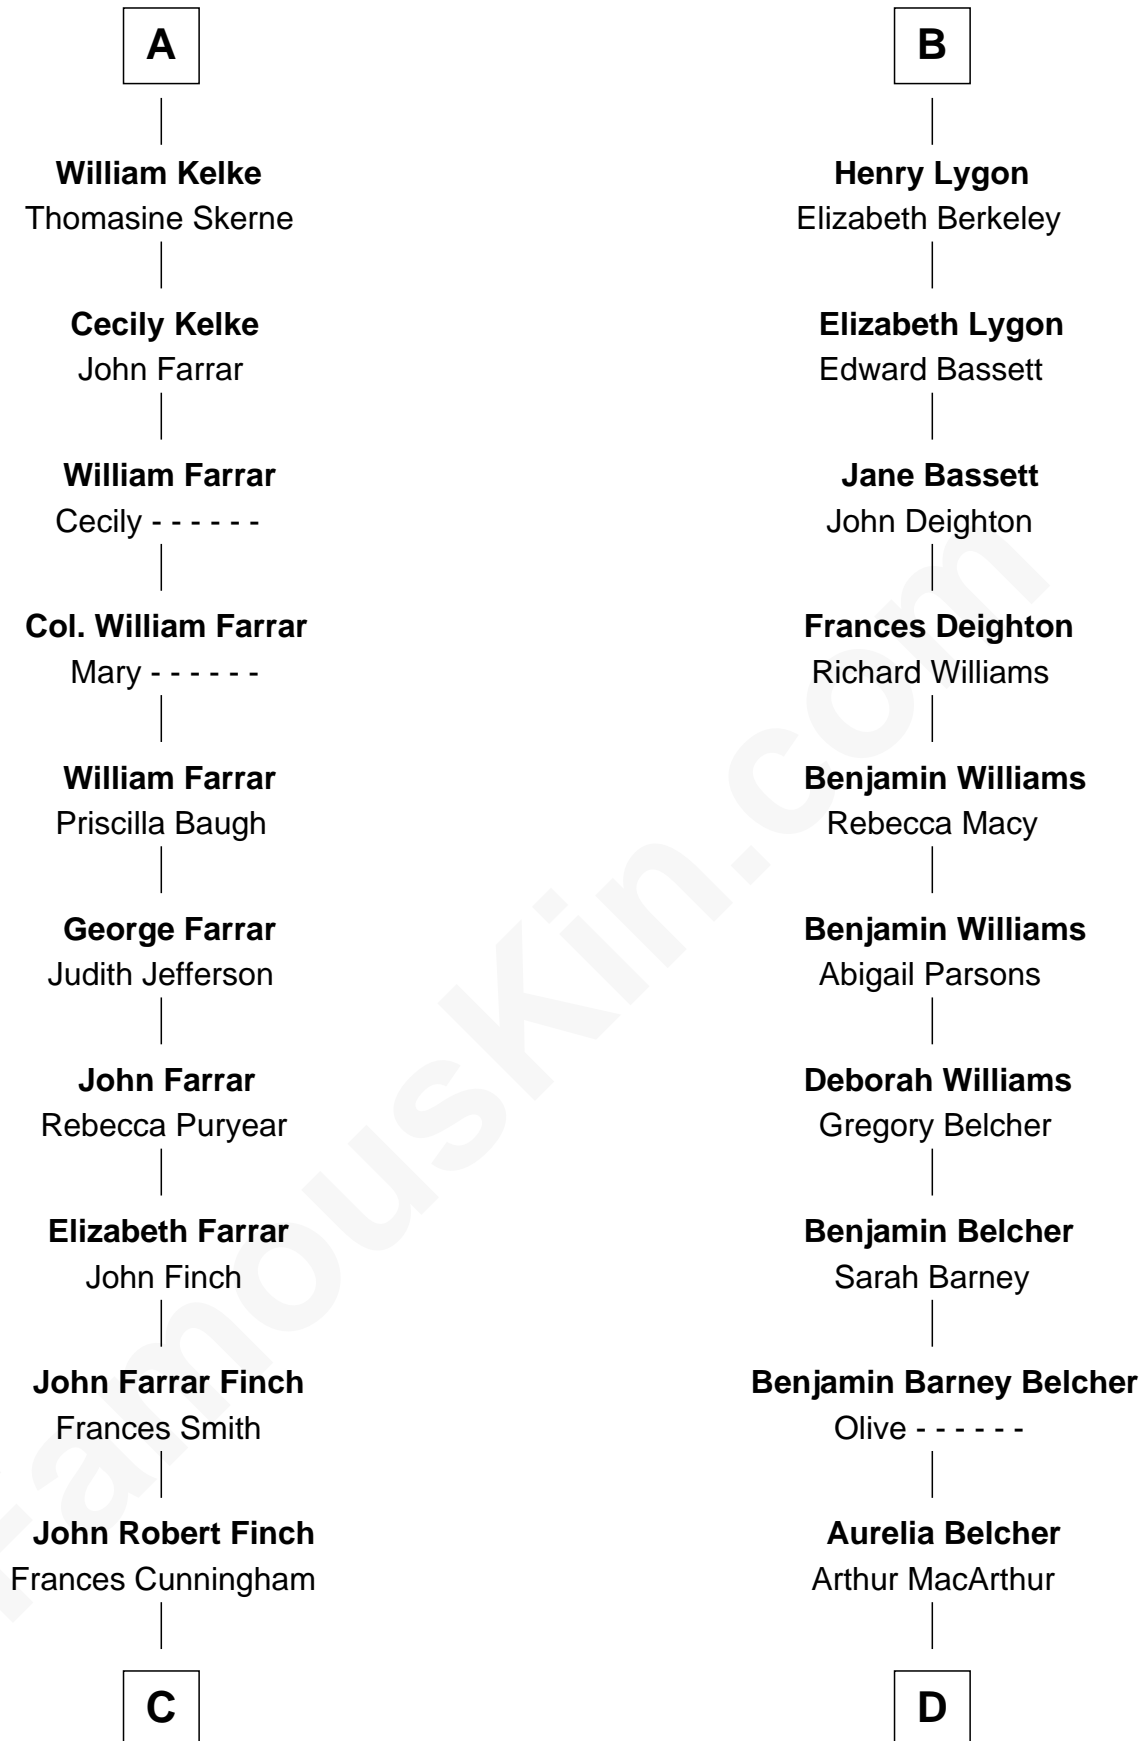 A
William Kelke
Thomasine Skerne
Cecily Kelke
John Farrar
William Farrar
Cecily - - - - - -
Col. William Farrar
Mary - - - - - -
William Farrar
Priscilla Baugh
George Farrar
Judith Jefferson
John Farrar
Rebecca Puryear
Elizabeth Farrar
John Finch
John Farrar Finch
Frances Smith
John Robert Finch
Frances Cunningham
C
B
Henry Lygon
Elizabeth Berkeley
Elizabeth Lygon
Edward Bassett
Jane Bassett
John Deighton
Frances Deighton
Richard Williams
Benjamin Williams
Rebecca Macy
Benjamin Williams
Abigail Parsons
Deborah Williams
Gregory Belcher
Benjamin Belcher
Sarah Barney
Benjamin Barney Belcher
Olive - - - - - -
Aurelia Belcher
Arthur MacArthur
D
FamousKin.com